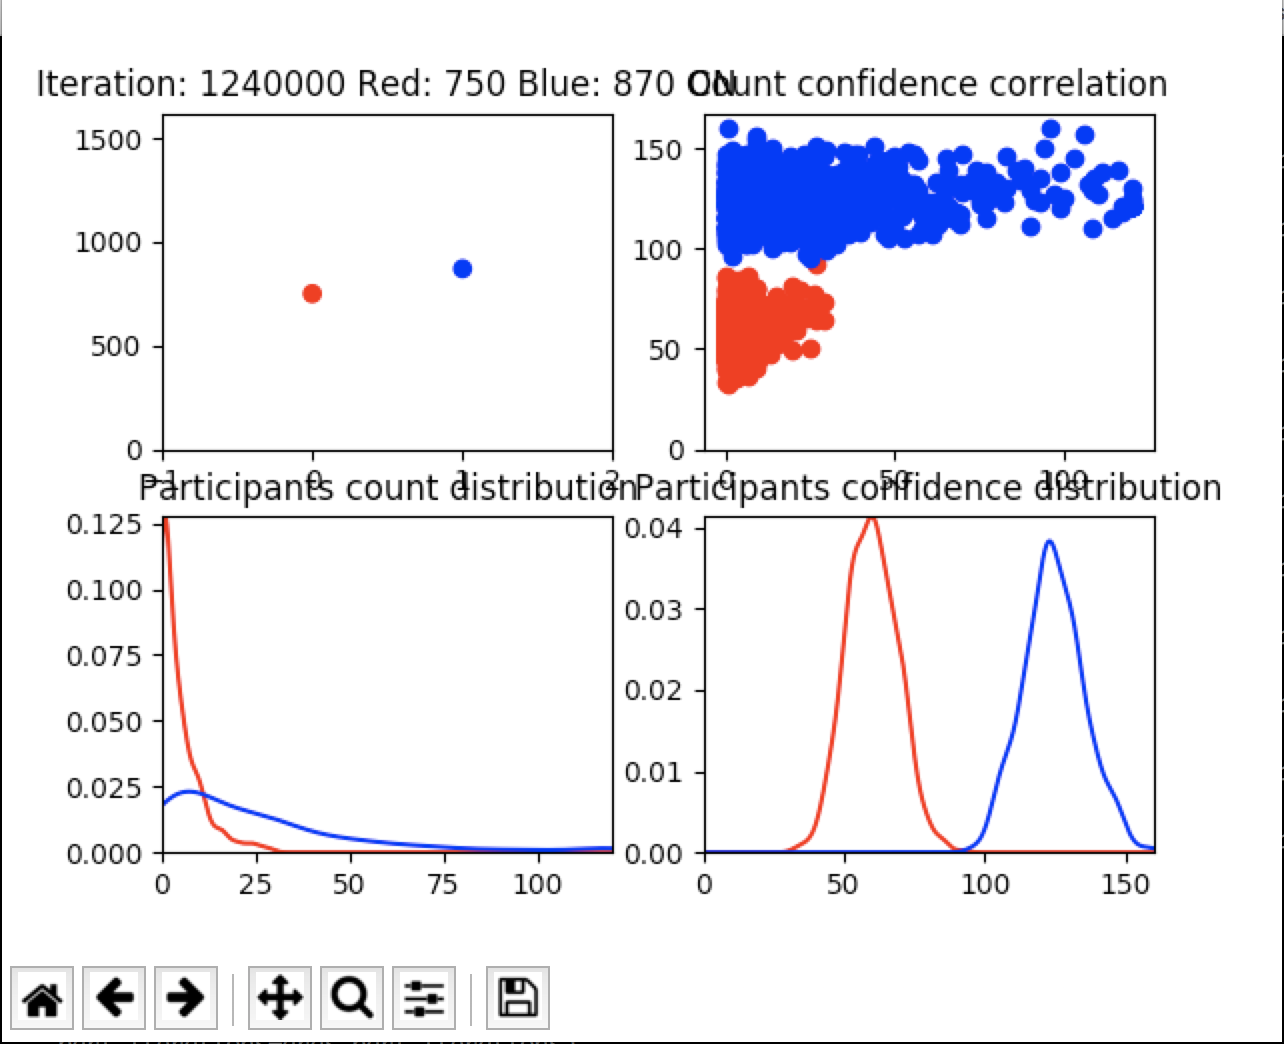 Iteration: 1240000 Red: 750 Blue: 870 ON
Count confidence correlation
1500
1000
500
0
-1 0 1 2
150
100
50
0
0 50 100
Participants count distribution
Participants confidence distribution
0.125
0.100
0.075
0.050
0.025
0.000
0 25 50 75 100
0.04
0.03
0.02
0.01
0.00
0 50 100 150